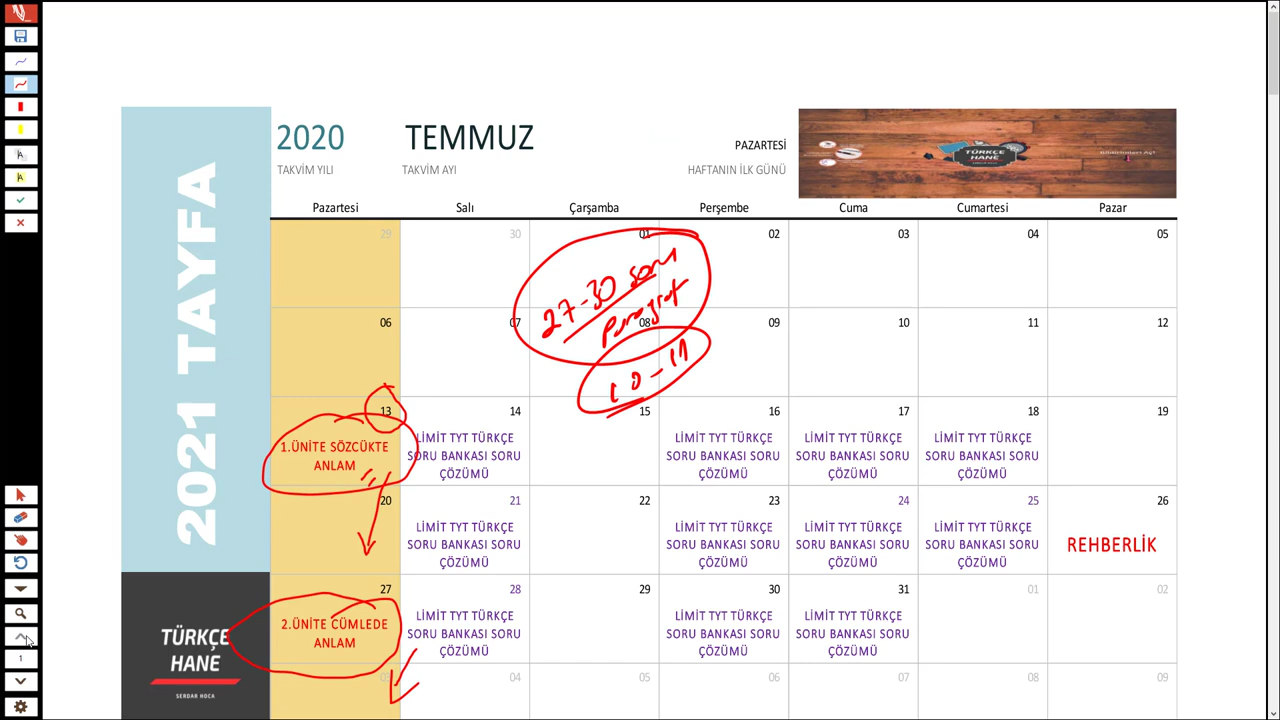 2020 TEMMUZ PAZARTESİ
TAKVİM YILI TAKVİM AYI HAFTANIN İLK GÜNÜ
TÜRKÇE
HANE
2021 TAYFA
Pazartesi Salı Çarşamba Perşembe Cuma Cumartesi Pazar
29 30 01 02 03 04 05
27-30 soru
paragraf
06 07 08 09 10 11 12
10-11
13 14 15 16 17 18 19
1.ÜNİTE SÖZCÜKTE
ANLAM
LİMİT TYT TÜRKÇE
SORU BANKASI SORU
ÇÖZÜMÜ
LİMİT TYT TÜRKÇE
SORU BANKASI SORU
ÇÖZÜMÜ
LİMİT TYT TÜRKÇE
SORU BANKASI SORU
ÇÖZÜMÜ
LİMİT TYT TÜRKÇE
SORU BANKASI SORU
ÇÖZÜMÜ
20 21 22 23 24 25 26
LİMİT TYT TÜRKÇE
SORU BANKASI SORU
ÇÖZÜMÜ
LİMİT TYT TÜRKÇE
SORU BANKASI SORU
ÇÖZÜMÜ
LİMİT TYT TÜRKÇE
SORU BANKASI SORU
ÇÖZÜMÜ
LİMİT TYT TÜRKÇE
SORU BANKASI SORU
ÇÖZÜMÜ
REHBERLİK
27 28 29 30 31 01 02
2.ÜNİTE CÜMLEDE
ANLAM
LİMİT TYT TÜRKÇE
SORU BANKASI SORU
ÇÖZÜMÜ
LİMİT TYT TÜRKÇE
SORU BANKASI SORU
ÇÖZÜMÜ
LİMİT TYT TÜRKÇE
SORU BANKASI SORU
ÇÖZÜMÜ
03 04 05 06 07 08 09
TÜRKÇE
HANE
SERDAR HOCA
1